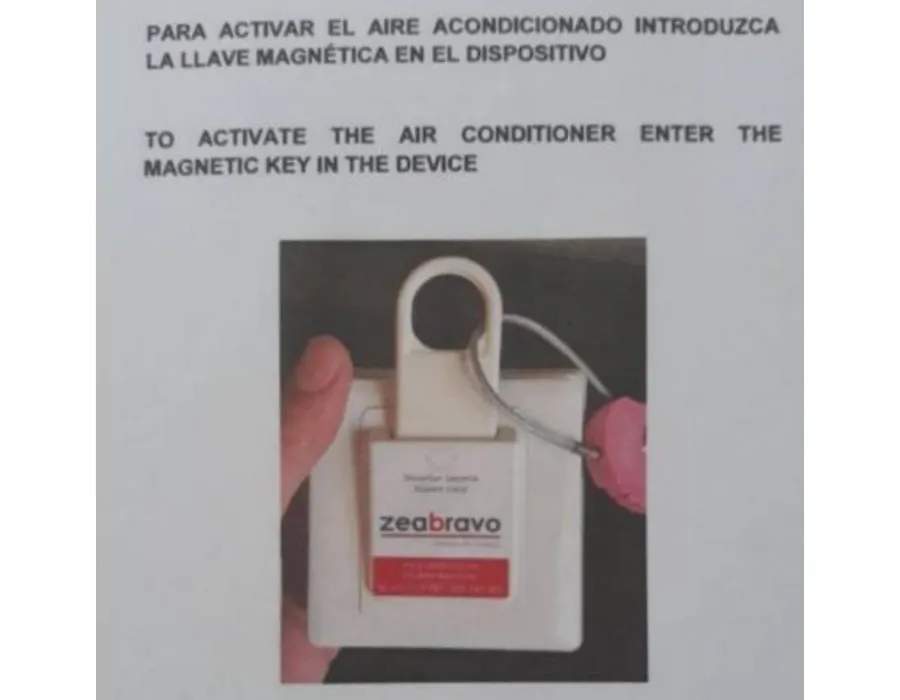 PARA ACTIVAR EL AIRE ACONDICIONADO INTRODUZCA
LA LLAVE MAGNÉTICA EN EL DISPOSITIVO
TO ACTIVATE THE AIR CONDITIONER ENTER THE
MAGNETIC KEY IN THE DEVICE
zeabravo